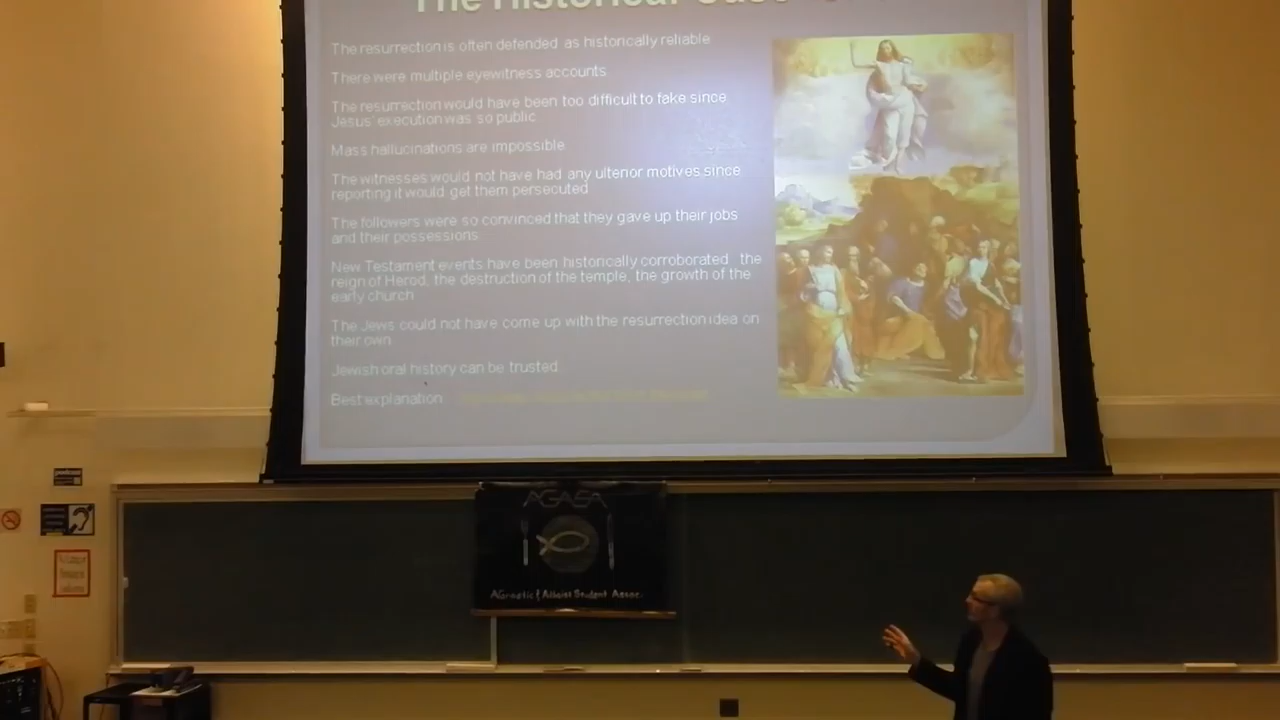 The Historical
The resurrection is often defended as historically reliable
There were multiple eyewitness accounts
The resurrection would have been too difficult to fake since
Jesus' execution was so public
Mass hallucinations are impossible
The witnesses would not have had any ulterior motives since
reporting it would get them persecuted
The followers were so convinced that they gave up their jobs
and their possessions
New Testament events have been historically corroborated the
reign of Herod, the destruction of the temple, the growth of the
early church
The Jews could not have come up with the resurrection idea on
their own
Jewish oral history can be trusted
Best explanation
AGASA
Agnostic & Atheist Student Assoc.